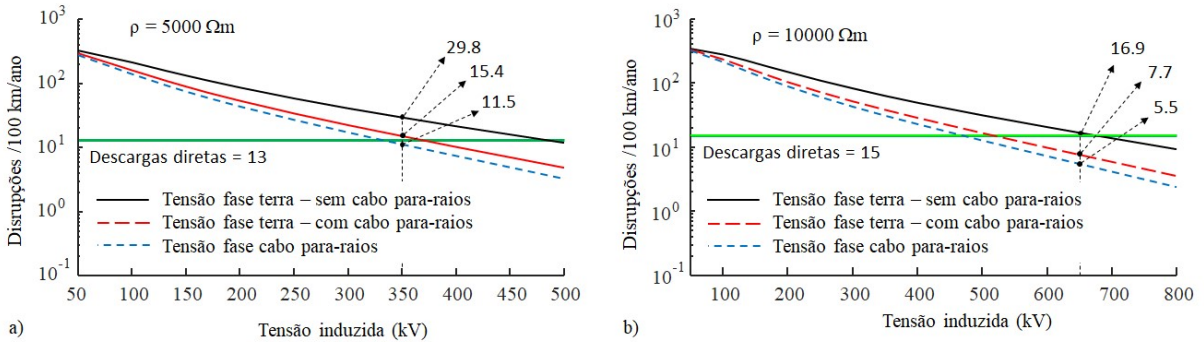 Disrupções /100 km/ano
10³
10²
10¹
10⁰
10⁻¹
ρ = 5000 Ωm
29.8
15.4
11.5
Descargas diretas = 13
Tensão fase terra – sem cabo para-raios
Tensão fase terra – com cabo para-raios
Tensão fase cabo para-raios
50 100 150 200 250 300 350 400 450 500
a) Tensão induzida (kV)
Disrupções /100 km/ano
10³
10²
10¹
10⁰
10⁻¹
ρ = 10000 Ωm
16.9
7.7
5.5
Descargas diretas = 15
Tensão fase terra – sem cabo para-raios
Tensão fase terra – com cabo para-raios
Tensão fase cabo para-raios
100 200 300 400 500 600 700 800
b) Tensão induzida (kV)